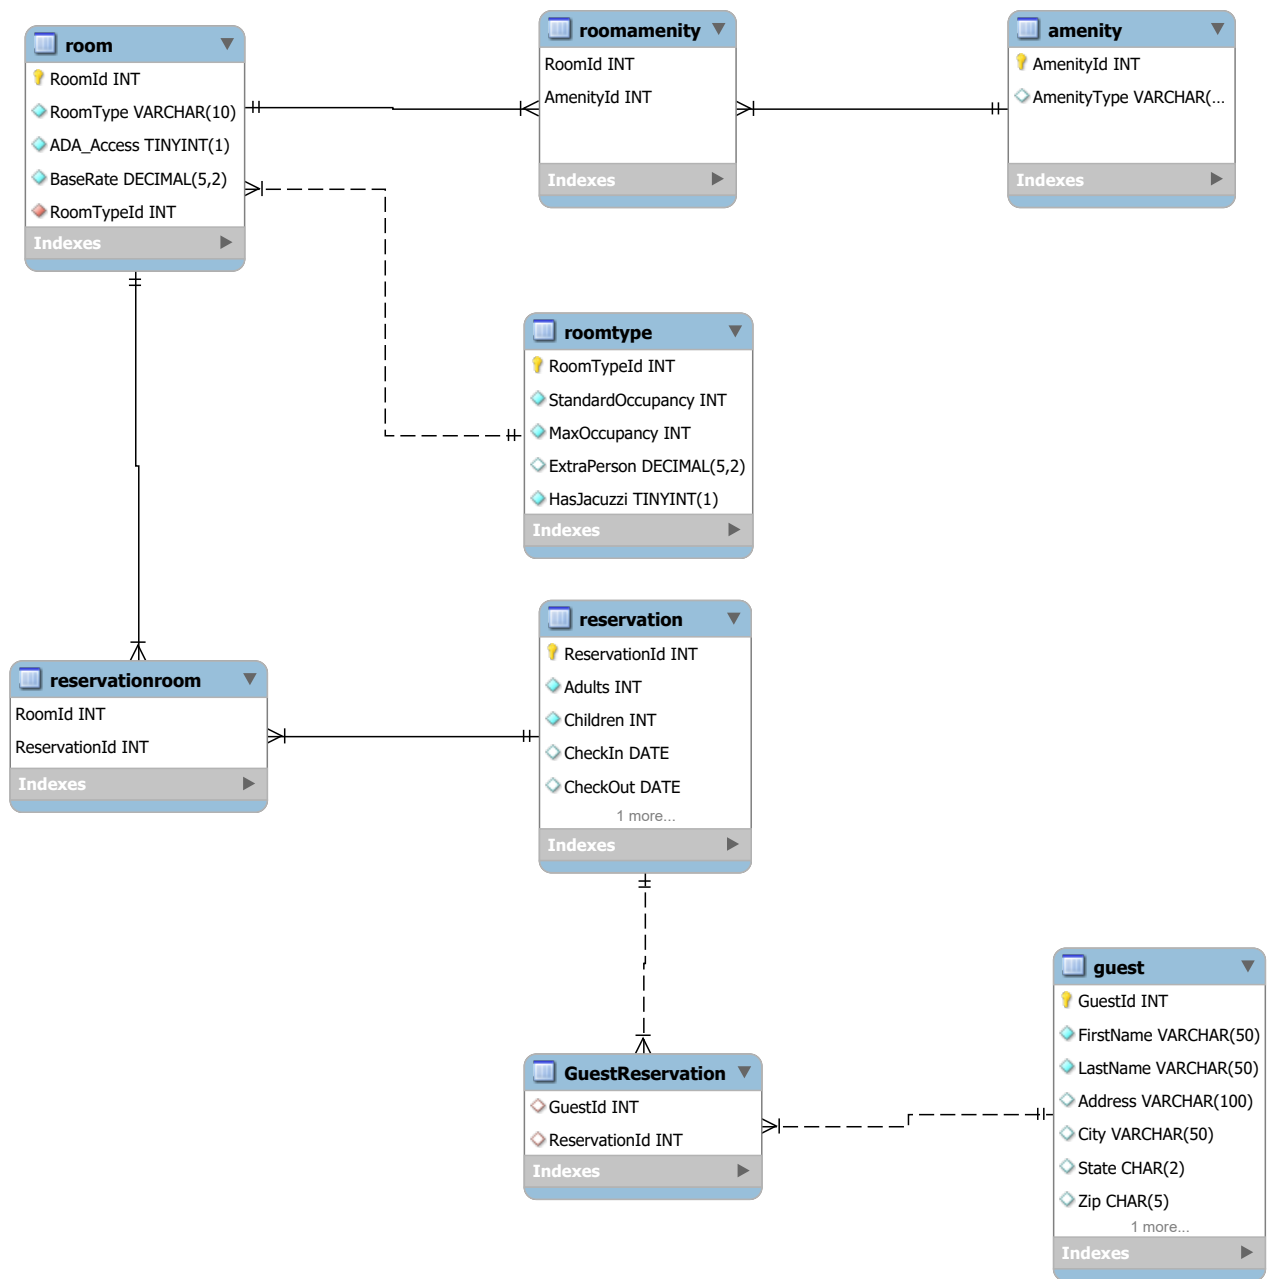 room
RoomId INT
RoomType VARCHAR(10)
ADA_Access TINYINT(1)
BaseRate DECIMAL(5,2)
RoomTypeId INT
Indexes
roomamenity
RoomId INT
AmenityId INT
Indexes
amenity
AmenityId INT
AmenityType VARCHAR(...
Indexes
roomtype
RoomTypeId INT
StandardOccupancy INT
MaxOccupancy INT
ExtraPerson DECIMAL(5,2)
HasJacuzzi TINYINT(1)
Indexes
reservationroom
RoomId INT
ReservationId INT
Indexes
reservation
ReservationId INT
Adults INT
Children INT
CheckIn DATE
CheckOut DATE
1 more...
Indexes
GuestReservation
GuestId INT
ReservationId INT
Indexes
guest
GuestId INT
FirstName VARCHAR(50)
LastName VARCHAR(50)
Address VARCHAR(100)
City VARCHAR(50)
State CHAR(2)
Zip CHAR(5)
1 more...
Indexes